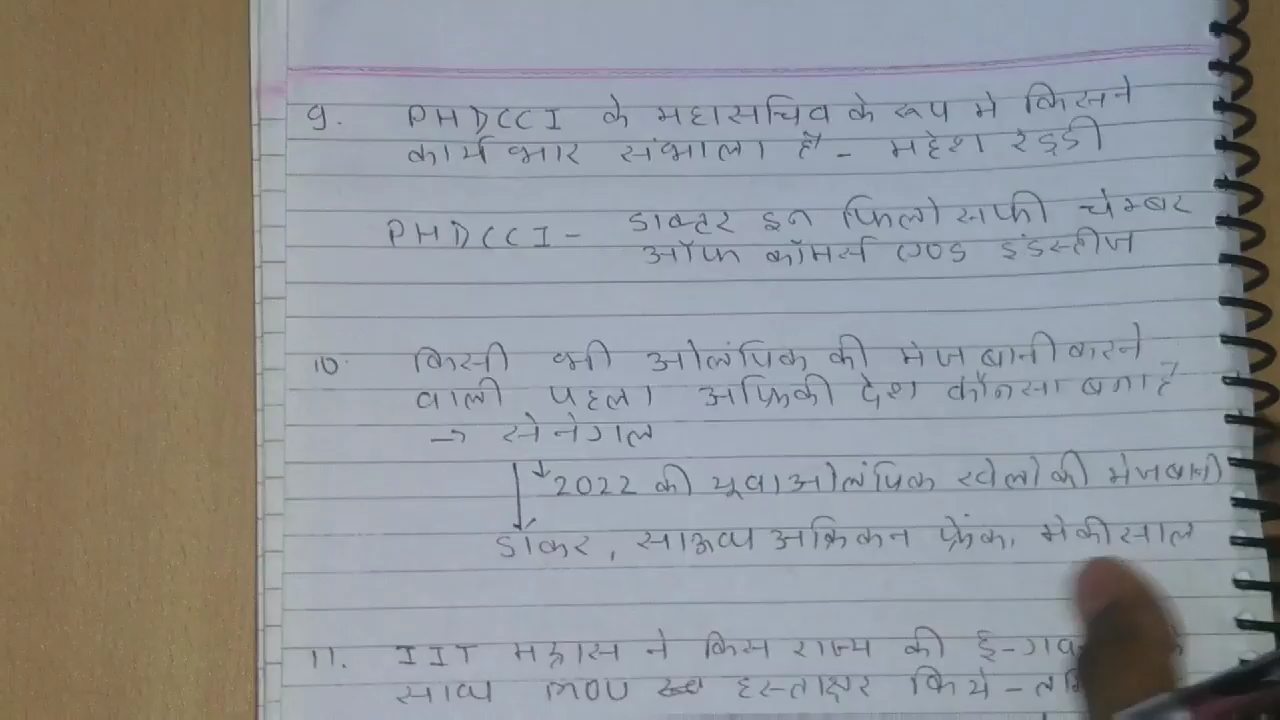 9. PHDCCI के महासचिव के रूप मे किसने
कार्यभार संभाला है - महेश रेड्डी
PHDCCI - डाक्टर इन फिलोसफी चेम्बर
ऑफ कॉमर्स एण्ड इंडस्ट्रीज
10. किसी भी ओलंपिक की मेजबानी करने
वाली पहला अफ्रिकी देश कौनसा बना है
→ सेनेगल
↓ 2022 की यूवा ओलंपिक खेलो की मेजबानी
डाकर, साऊथ अफ्रिकन फ्रेंक, मेकी साल
11. IIT मद्रास ने किस राज्य की ई-गव
साथ MOU हस्ताक्षर किये -